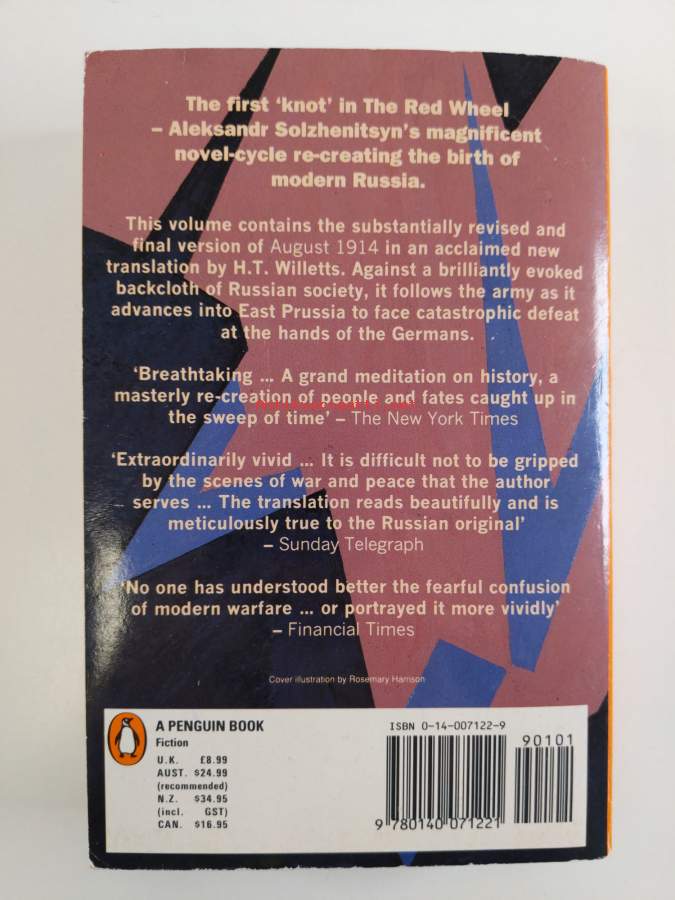 The first ‘knot’ in The Red Wheel
– Aleksandr Solzhenitsyn’s magnificent
novel-cycle re-creating the birth of
modern Russia.
This volume contains the substantially revised and
final version of August 1914 in an acclaimed new
translation by H.T. Willetts. Against a brilliantly evoked
backcloth of Russian society, it follows the army as it
advances into East Prussia to face catastrophic defeat
at the hands of the Germans.
‘Breathtaking ... A grand meditation on history, a
masterly re-creation of people and fates caught up in
the sweep of time’ – The New York Times
‘Extraordinarily vivid ... It is difficult not to be gripped
by the scenes of war and peace that the author
serves ... The translation reads beautifully and is
meticulously true to the Russian original’
– Sunday Telegraph
‘No one has understood better the fearful confusion
of modern warfare ... or portrayed it more vividly’
– Financial Times
Cover illustration by Rosemary Harrison
A PENGUIN BOOK
Fiction
U.K. £8.99
AUST. $24.99
(recommended)
N.Z. $34.95
(incl. GST)
CAN. $16.95
ISBN 0-14-007122-9
90101
9 780140 071221